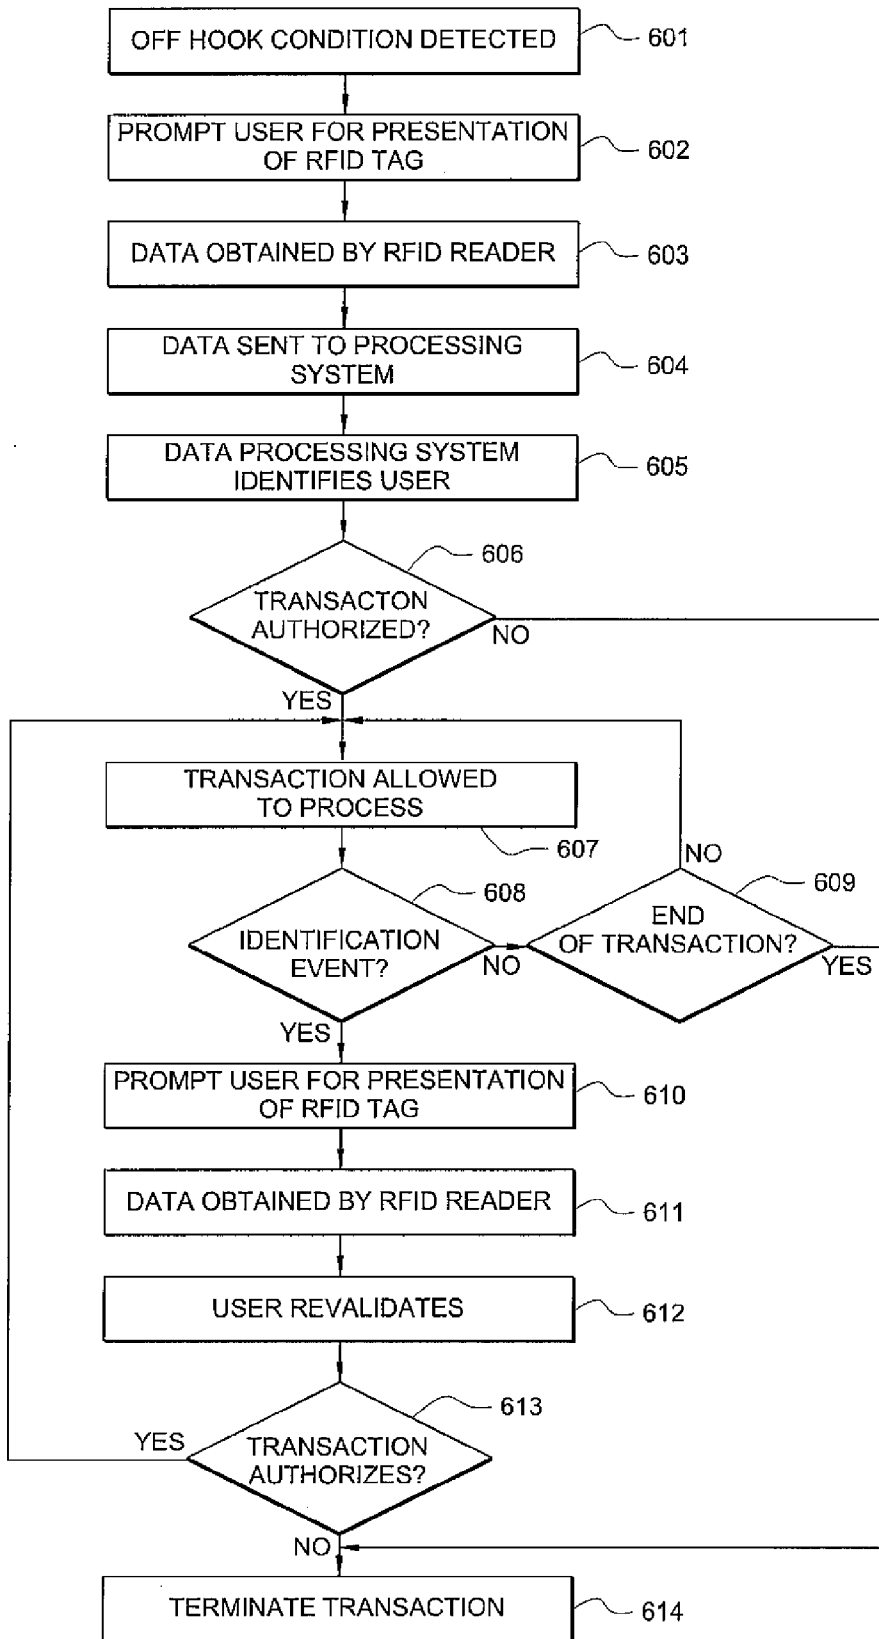 OFF HOOK CONDITION DETECTED
601
PROMPT USER FOR PRESENTATION
OF RFID TAG
602
DATA OBTAINED BY RFID READER
603
DATA SENT TO PROCESSING
SYSTEM
604
DATA PROCESSING SYSTEM
IDENTIFIES USER
605
606
TRANSACTON
AUTHORIZED?
NO
YES
TRANSACTION ALLOWED
TO PROCESS
607
608
IDENTIFICATION
EVENT?
NO
YES
NO
609
END
OF TRANSACTION?
YES
PROMPT USER FOR PRESENTATION
OF RFID TAG
610
DATA OBTAINED BY RFID READER
611
USER REVALIDATES
612
613
YES
TRANSACTION
AUTHORIZES?
NO
TERMINATE TRANSACTION
614